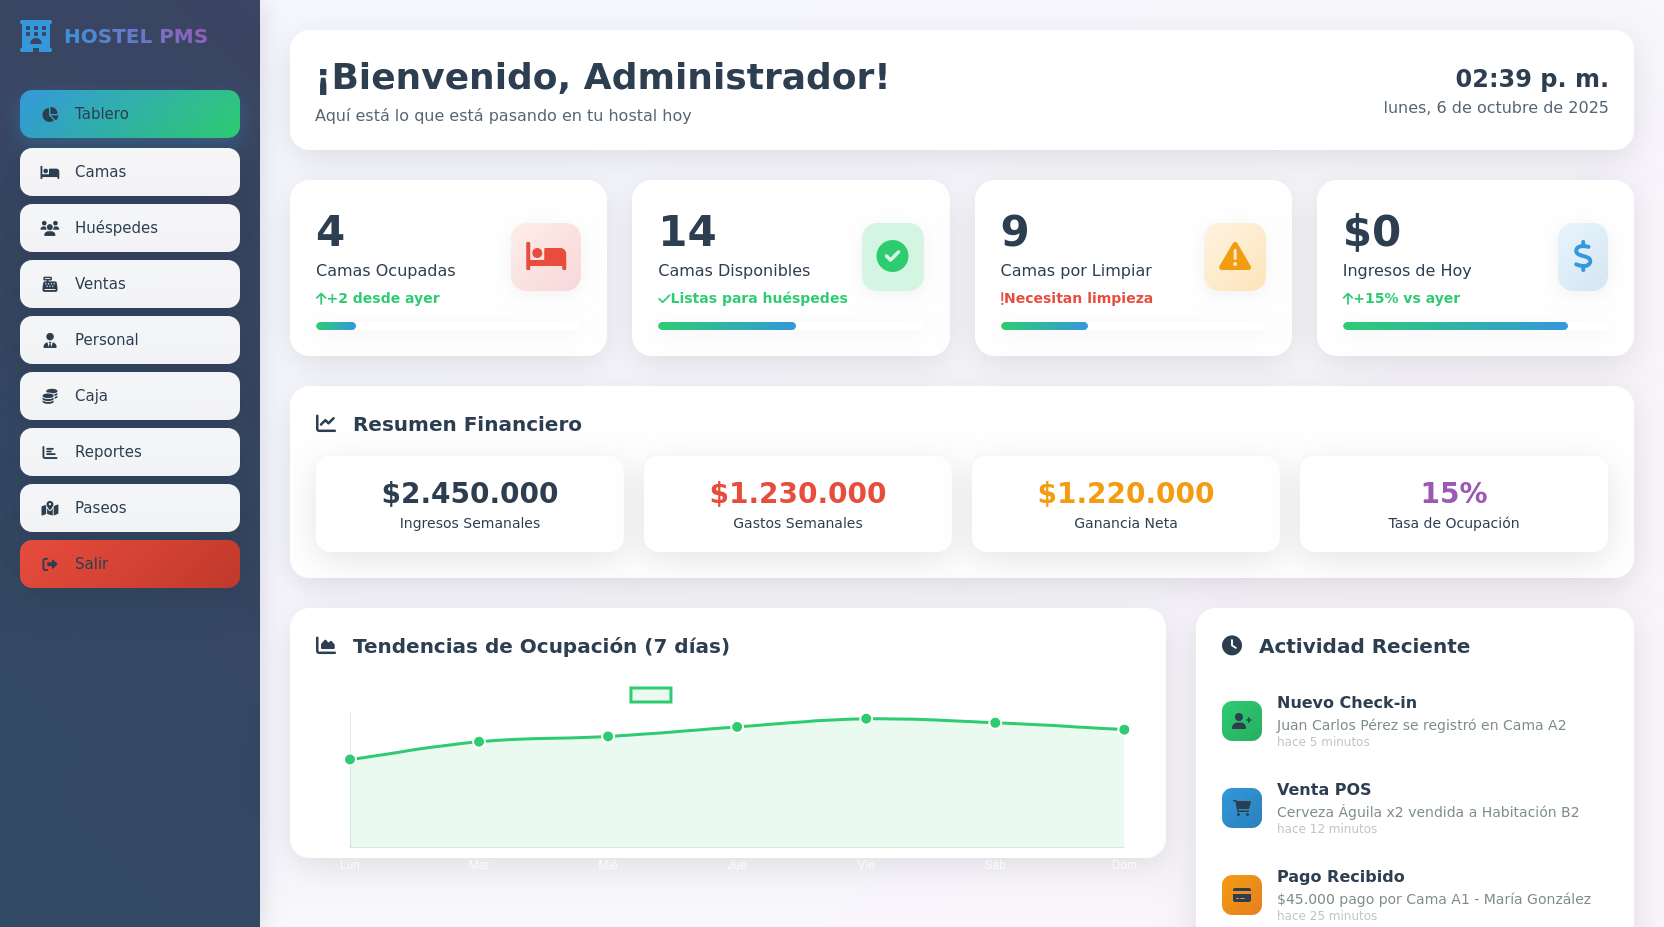 HOSTEL PMS
Tablero
Camas
Huéspedes
Ventas
Personal
Caja
Reportes
Paseos
Salir
¡Bienvenido, Administrador!
Aquí está lo que está pasando en tu hostal hoy
02:39 p. m.
lunes, 6 de octubre de 2025
4
Camas Ocupadas
+2 desde ayer
14
Camas Disponibles
Listas para huéspedes
9
Camas por Limpiar
Necesitan limpieza
$0
Ingresos de Hoy
+15% vs ayer
Resumen Financiero
$2.450.000
Ingresos Semanales
$1.230.000
Gastos Semanales
$1.220.000
Ganancia Neta
15%
Tasa de Ocupación
Tendencias de Ocupación (7 días)
Lun Mar Mié Jue Vie Sáb Dom
Actividad Reciente
Nuevo Check-in
Juan Carlos Pérez se registró en Cama A2
hace 5 minutos
Venta POS
Cerveza Águila x2 vendida a Habitación B2
hace 12 minutos
Pago Recibido
$45.000 pago por Cama A1 - María González
hace 25 minutos